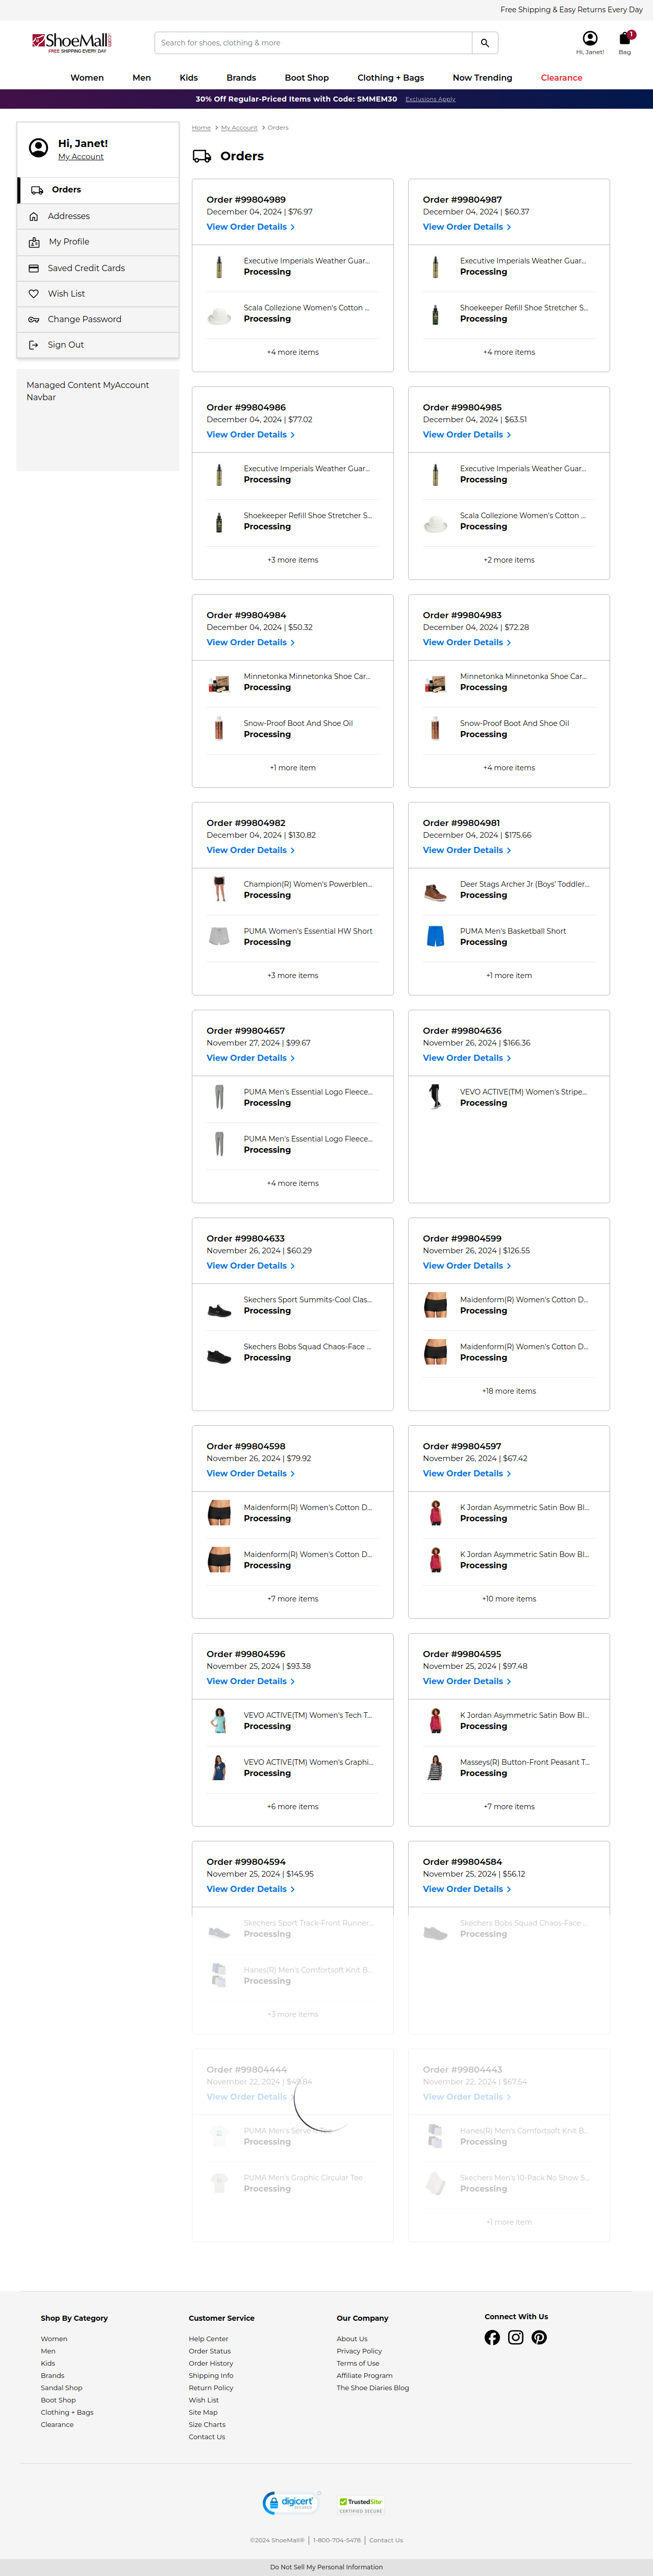 Free Shipping & Easy Returns Every Day
ShoeMall
FREE SHIPPING EVERY DAY
Search for shoes, clothing & more
Hi, Janet!
1
Bag
Women Men Kids Brands Boot Shop Clothing + Bags Now Trending Clearance
30% Off Regular-Priced Items with Code: SMMEM30 Exclusions Apply
Hi, Janet!
My Account
Orders
Addresses
My Profile
Saved Credit Cards
Wish List
Change Password
Sign Out
Managed Content MyAccount
Navbar
Home > My Account > Orders
Orders
Order #99804989
December 04, 2024 | $76.97
View Order Details
Executive Imperials Weather Guar...
Processing
Scala Collezione Women's Cotton ...
Processing
+4 more items
Order #99804987
December 04, 2024 | $60.37
View Order Details
Executive Imperials Weather Guar...
Processing
Shoekeeper Refill Shoe Stretcher S...
Processing
+4 more items
Order #99804986
December 04, 2024 | $77.02
View Order Details
Executive Imperials Weather Guar...
Processing
Shoekeeper Refill Shoe Stretcher S...
Processing
+3 more items
Order #99804985
December 04, 2024 | $63.51
View Order Details
Executive Imperials Weather Guar...
Processing
Scala Collezione Women's Cotton ...
Processing
+2 more items
Order #99804984
December 04, 2024 | $50.32
View Order Details
Minnetonka Minnetonka Shoe Car...
Processing
Snow-Proof Boot And Shoe Oil
Processing
+1 more item
Order #99804983
December 04, 2024 | $72.28
View Order Details
Minnetonka Minnetonka Shoe Car...
Processing
Snow-Proof Boot And Shoe Oil
Processing
+4 more items
Order #99804982
December 04, 2024 | $130.82
View Order Details
Champion(R) Women's Powerblen...
Processing
PUMA Women's Essential HW Short
Processing
+3 more items
Order #99804981
December 04, 2024 | $175.66
View Order Details
Deer Stags Archer Jr (Boys' Toddler...
Processing
PUMA Men's Basketball Short
Processing
+1 more item
Order #99804657
November 27, 2024 | $99.67
View Order Details
PUMA Men's Essential Logo Fleece...
Processing
PUMA Men's Essential Logo Fleece...
Processing
+4 more items
Order #99804636
November 26, 2024 | $166.36
View Order Details
VEVO ACTIVE(TM) Women's Stripe...
Processing
Order #99804633
November 26, 2024 | $60.29
View Order Details
Skechers Sport Summits-Cool Clas...
Processing
Skechers Bobs Squad Chaos-Face ...
Processing
Order #99804599
November 26, 2024 | $126.55
View Order Details
Maidenform(R) Women's Cotton D...
Processing
Maidenform(R) Women's Cotton D...
Processing
+18 more items
Order #99804598
November 26, 2024 | $79.92
View Order Details
Maidenform(R) Women's Cotton D...
Processing
Maidenform(R) Women's Cotton D...
Processing
+7 more items
Order #99804597
November 26, 2024 | $67.42
View Order Details
K Jordan Asymmetric Satin Bow Bl...
Processing
K Jordan Asymmetric Satin Bow Bl...
Processing
+10 more items
Order #99804596
November 25, 2024 | $93.38
View Order Details
VEVO ACTIVE(TM) Women's Tech T...
Processing
VEVO ACTIVE(TM) Women's Graphi...
Processing
+6 more items
Order #99804595
November 25, 2024 | $97.48
View Order Details
K Jordan Asymmetric Satin Bow Bl...
Processing
Masseys(R) Button-Front Peasant T...
Processing
+7 more items
Order #99804594
November 25, 2024 | $145.95
View Order Details
Skechers Sport Track-Front Runner...
Processing
Hanes(R) Men's Comfortsoft Knit B...
Processing
+3 more items
Order #99804584
November 25, 2024 | $56.12
View Order Details
Skechers Bobs Squad Chaos-Face ...
Processing
Order #99804444
November 22, 2024 | $49.84
View Order Details
PUMA Men's Serve It Tee
Processing
PUMA Men's Graphic Circular Tee
Processing
Order #99804443
November 22, 2024 | $67.54
View Order Details
Hanes(R) Men's Comfortsoft Knit B...
Processing
Skechers Men's 10-Pack No Show S...
Processing
+1 more item
Shop By Category
Women
Men
Kids
Brands
Sandal Shop
Boot Shop
Clothing + Bags
Clearance
Customer Service
Help Center
Order Status
Order History
Shipping Info
Return Policy
Wish List
Site Map
Size Charts
Contact Us
Our Company
About Us
Privacy Policy
Terms of Use
Affiliate Program
The Shoe Diaries Blog
Connect With Us
digicert
SECURED
TrustedSite
CERTIFIED SECURE
©2024 ShoeMall® | 1-800-704-5478 | Contact Us
Do Not Sell My Personal Information